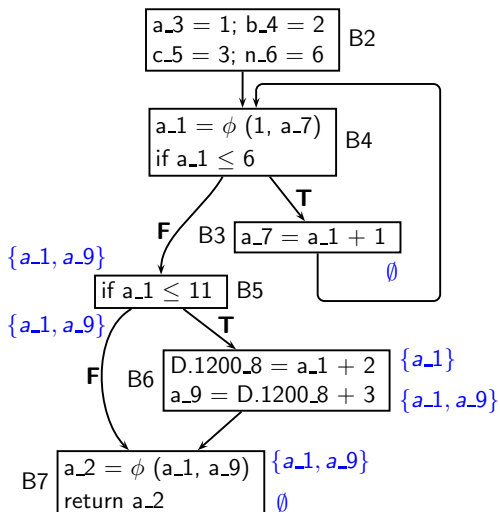 a_3 = 1; b_4 = 2
c_5 = 3; n_6 = 6
B2
a_1 = ϕ (1, a_7)
if a_1 ≤ 6
B4
F
T
B3
a_7 = a_1 + 1
∅
{a_1, a_9}
if a_1 ≤ 11
B5
{a_1, a_9}
T
F
B6
D.1200_8 = a_1 + 2
a_9 = D.1200_8 + 3
{a_1}
{a_1, a_9}
B7
a_2 = ϕ (a_1, a_9)
return a_2
{a_1, a_9}
∅